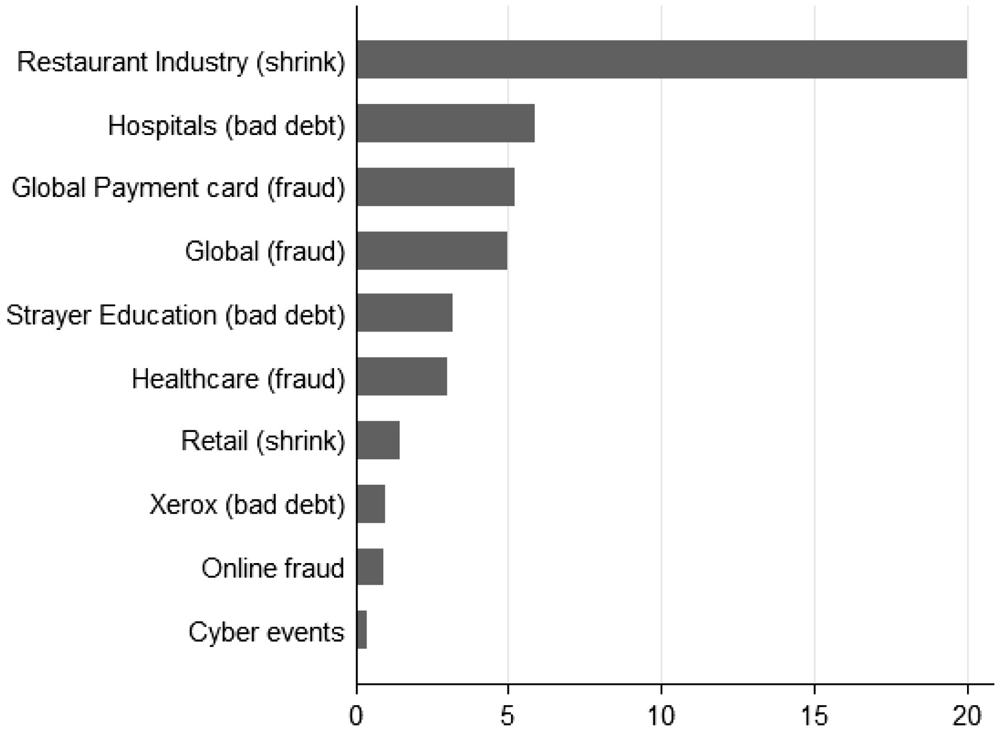 Restaurant Industry (shrink)
Hospitals (bad debt)
Global Payment card (fraud)
Global (fraud)
Strayer Education (bad debt)
Healthcare (fraud)
Retail (shrink)
Xerox (bad debt)
Online fraud
Cyber events
0 5 10 15 20